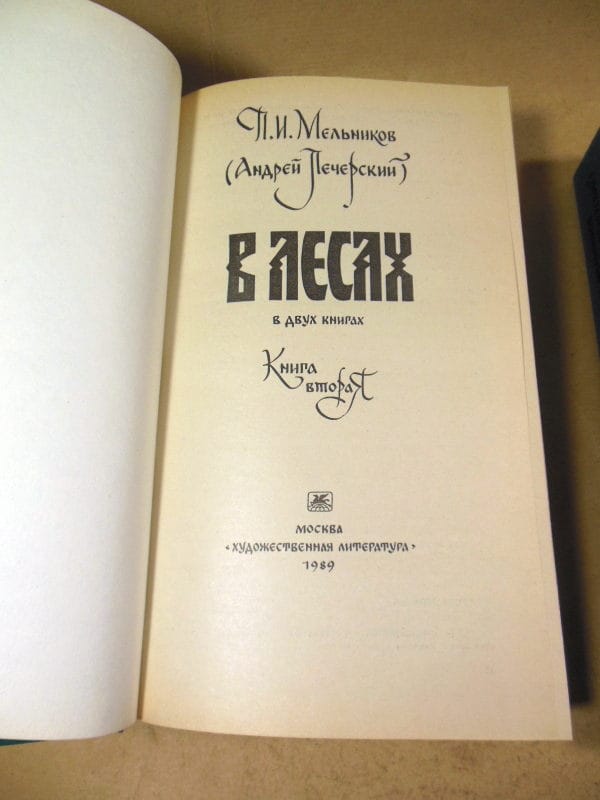 П.И. Мельников
(Андрей Печерский)
В ЛЕСАХ
В ДВУХ КНИГАХ
Книга
вторая
МОСКВА
«ХУДОЖЕСТВЕННАЯ ЛИТЕРАТУРА»
1989